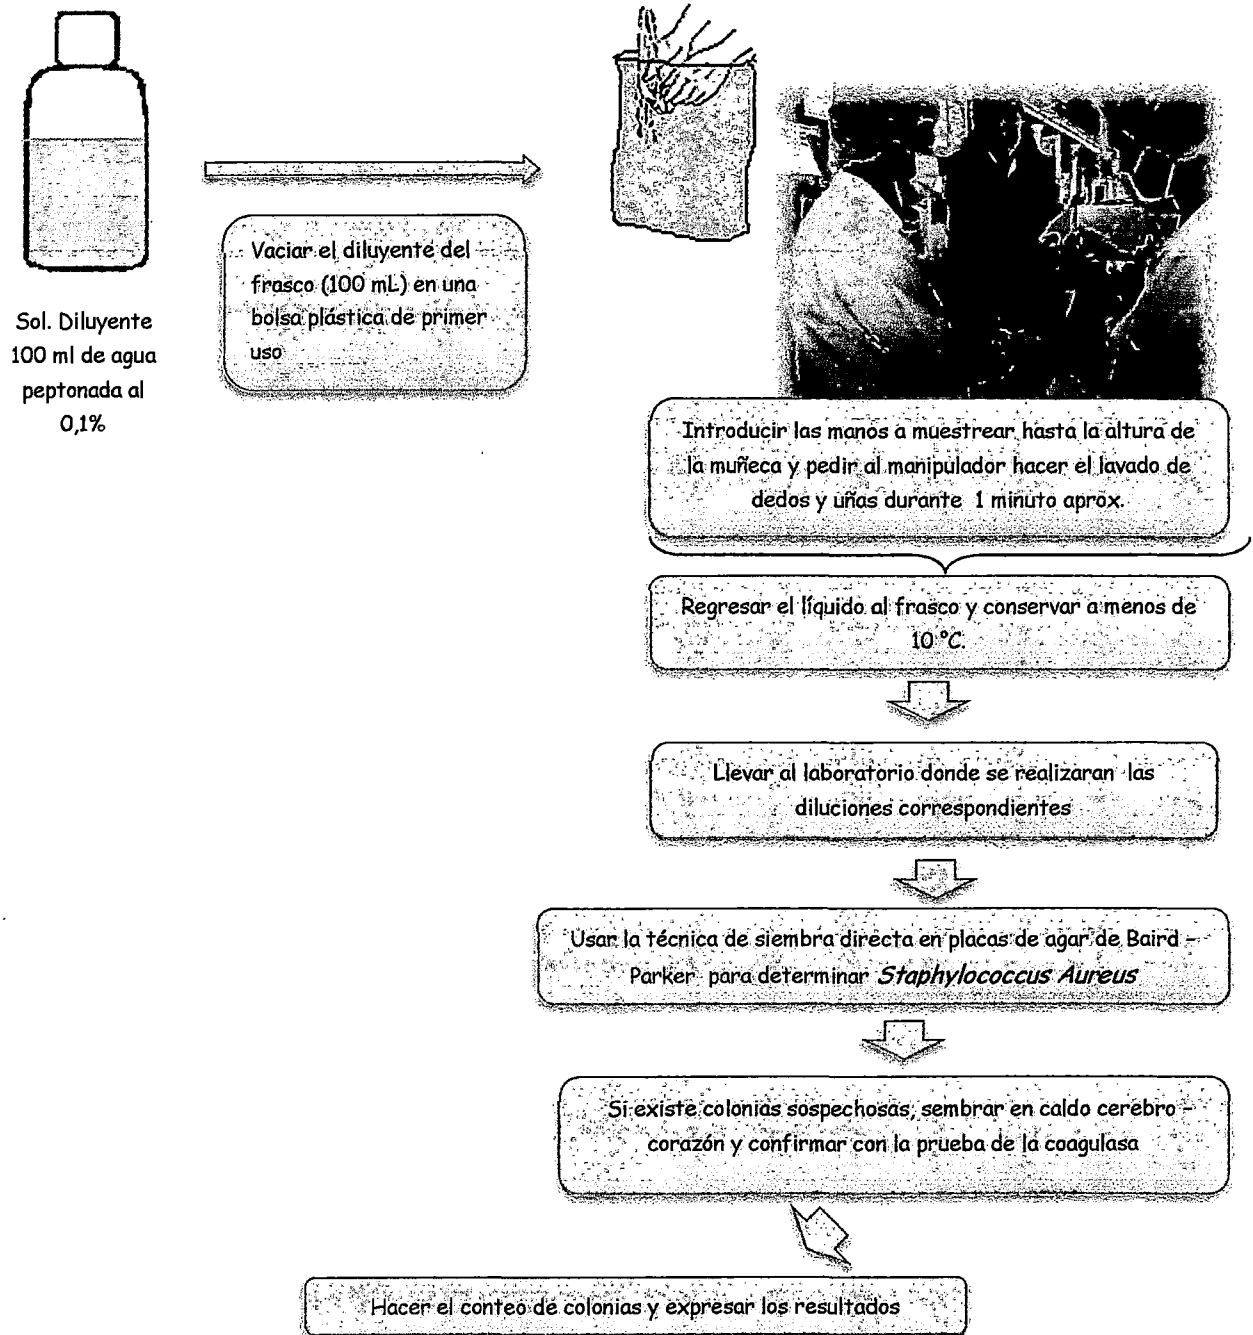 Sol. Diluyente
100 ml de agua
peptonada al
0,1%
Vaciar el diluyente del
frasco (100 mL) en una
bolsa plástica de primer
uso
Introducir las manos a muestrear hasta la altura de
la muñeca y pedir al manipulador hacer el lavado de
dedos y uñas durante 1 minuto aprox.
Regresar el líquido al frasco y conservar a menos de
10 °C.
Llevar al laboratorio donde se realizaran las
diluciones correspondientes
Usar la técnica de siembra directa en placas de agar de Baird –
Parker para determinar Staphylococcus Aureus
Si existe colonias sospechosas, sembrar en caldo cerebro –
corazón y confirmar con la prueba de la coagulasa
Hacer el conteo de colonias y expresar los resultados